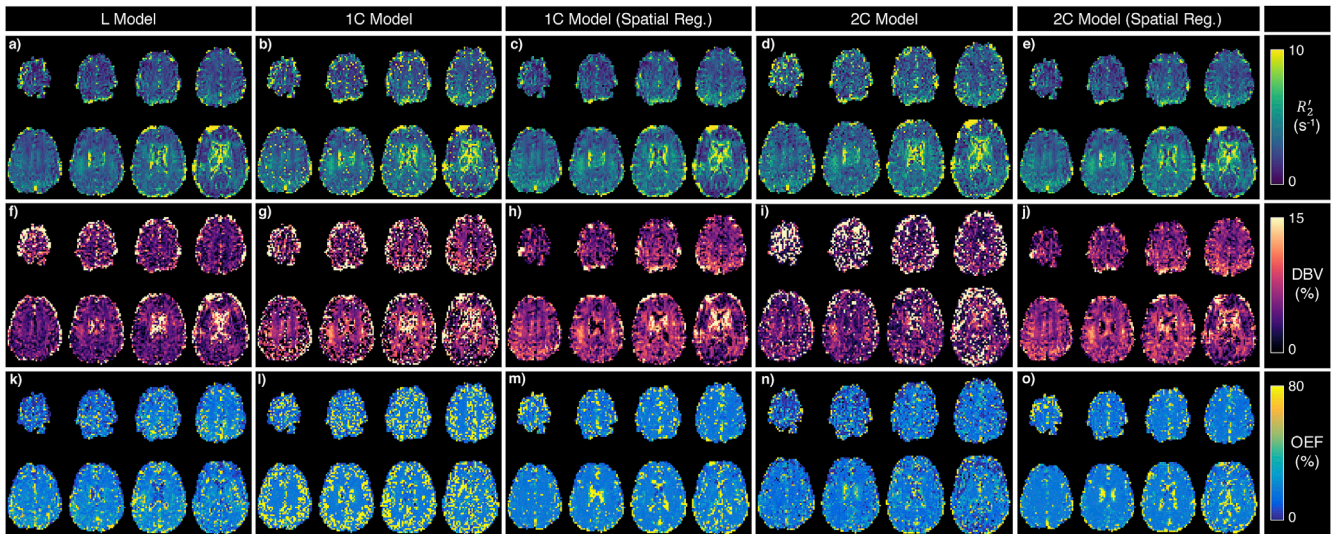 L Model
1C Model
1C Model (Spatial Reg.)
2C Model
2C Model (Spatial Reg.)
a)
b)
c)
d)
e)
10
R₂′
(s⁻¹)
0
f)
g)
h)
i)
j)
15
DBV
(%)
0
k)
l)
m)
n)
o)
80
OEF
(%)
0